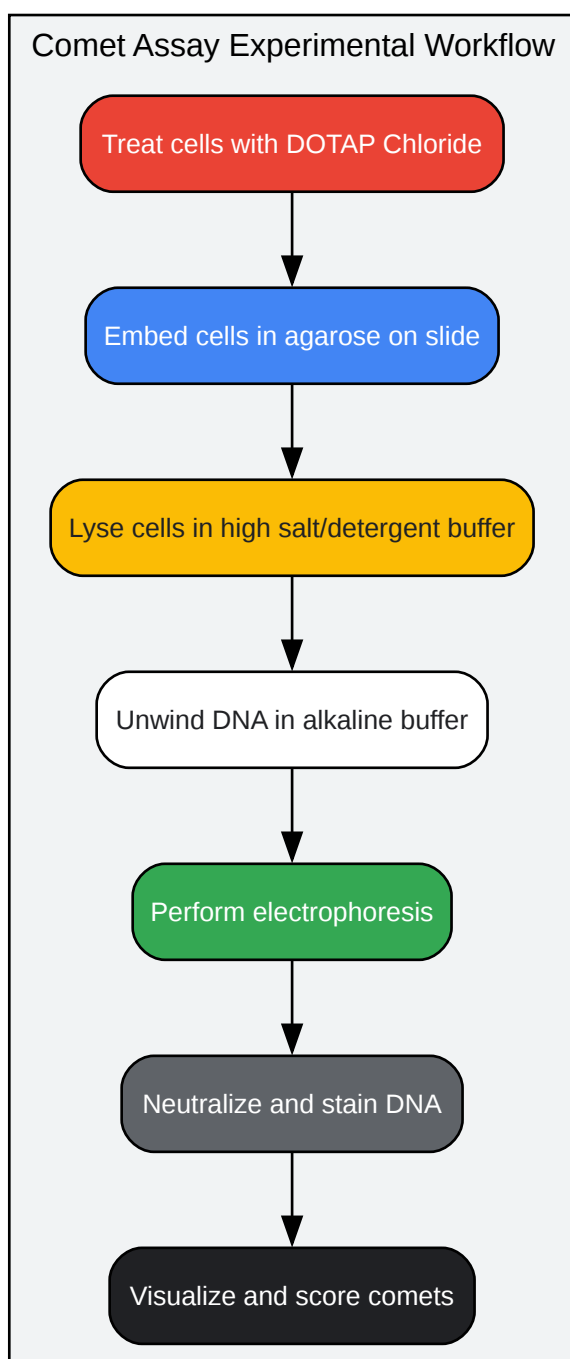 Comet Assay Experimental Workflow
Treat cells with DOTAP Chloride
Embed cells in agarose on slide
Lyse cells in high salt/detergent buffer
Unwind DNA in alkaline buffer
Perform electrophoresis
Neutralize and stain DNA
Visualize and score comets